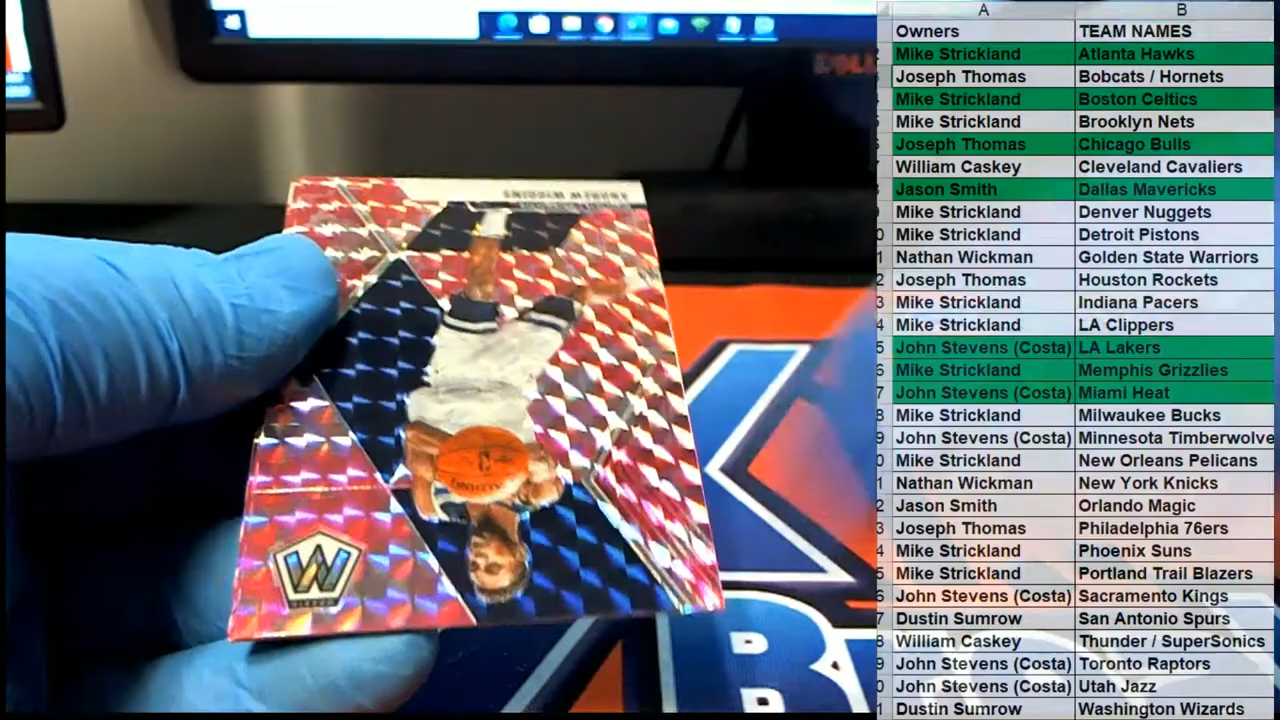 A B
Owners TEAM NAMES
Mike Strickland Atlanta Hawks
Joseph Thomas Bobcats / Hornets
Mike Strickland Boston Celtics
Mike Strickland Brooklyn Nets
Joseph Thomas Chicago Bulls
William Caskey Cleveland Cavaliers
Jason Smith Dallas Mavericks
Mike Strickland Denver Nuggets
Mike Strickland Detroit Pistons
Nathan Wickman Golden State Warriors
Joseph Thomas Houston Rockets
Mike Strickland Indiana Pacers
Mike Strickland LA Clippers
John Stevens (Costa) LA Lakers
Mike Strickland Memphis Grizzlies
John Stevens (Costa) Miami Heat
Mike Strickland Milwaukee Bucks
John Stevens (Costa) Minnesota Timberwolve
Mike Strickland New Orleans Pelicans
Nathan Wickman New York Knicks
Jason Smith Orlando Magic
Joseph Thomas Philadelphia 76ers
Mike Strickland Phoenix Suns
Mike Strickland Portland Trail Blazers
John Stevens (Costa) Sacramento Kings
Dustin Sumrow San Antonio Spurs
William Caskey Thunder / SuperSonics
John Stevens (Costa) Toronto Raptors
John Stevens (Costa) Utah Jazz
Dustin Sumrow Washington Wizards
ANDREW WIGGINS